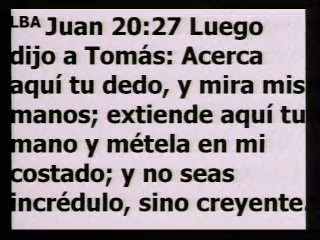 LBA Juan 20:27 Luego
dijo a Tomás: Acerca
aquí tu dedo, y mira mis
manos; extiende aquí tu
mano y métela en mi
costado; y no seas
incrédulo, sino creyente.